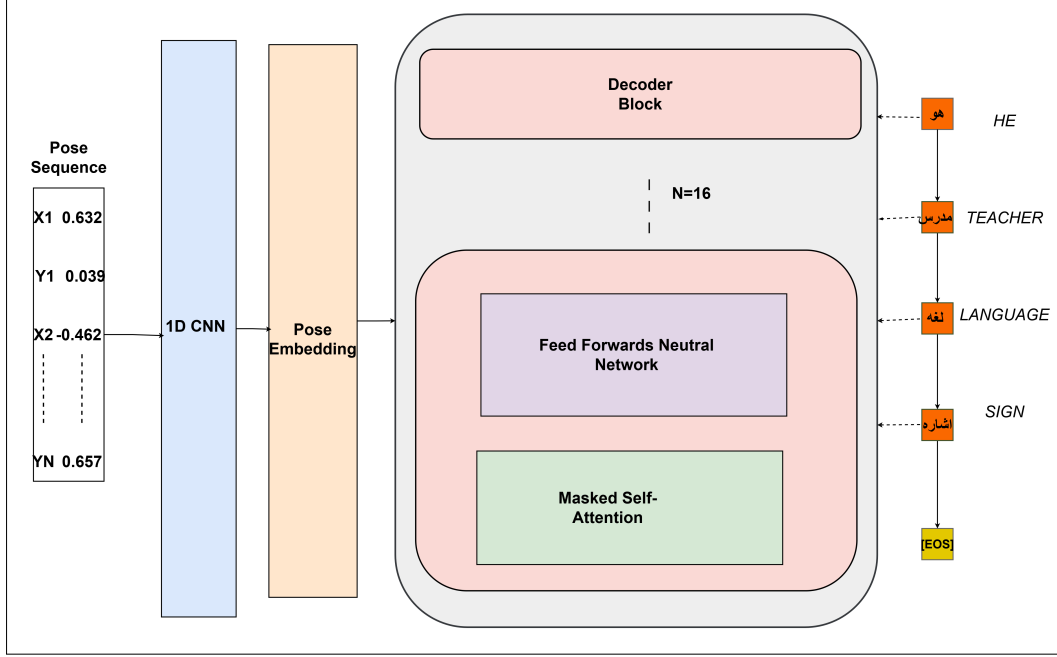 Pose
Sequence
X1 0.632
Y1 0.039
X2 -0.462
YN 0.657
1D CNN
Pose
Embedding
Decoder
Block
N=16
Feed Forwards Neutral
Network
Masked Self-
Attention
هو
HE
مدرس
TEACHER
لغه
LANGUAGE
اشاره
SIGN
[EOS]